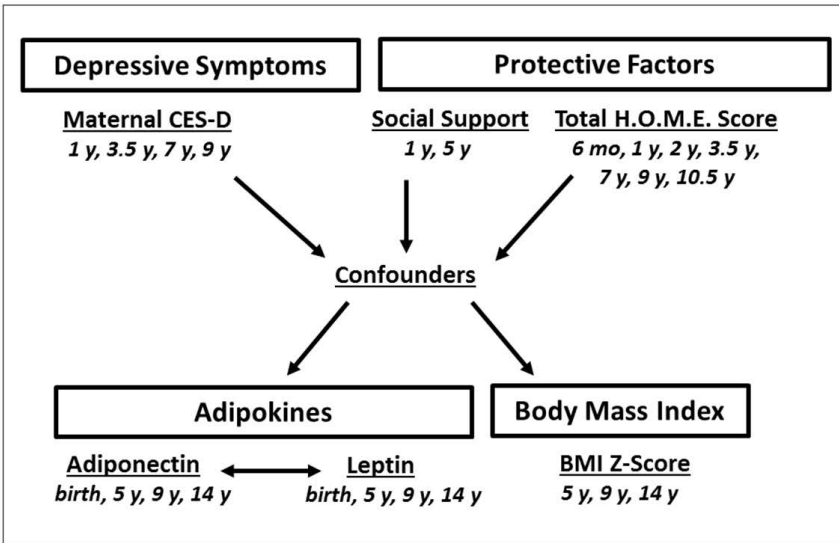 Depressive Symptoms
Protective Factors
Maternal CES-D
1 y, 3.5 y, 7 y, 9 y
Social Support
1 y, 5 y
Total H.O.M.E. Score
6 mo, 1 y, 2 y, 3.5 y,
7 y, 9 y, 10.5 y
Confounders
Adipokines
Body Mass Index
Adiponectin
birth, 5 y, 9 y, 14 y
Leptin
birth, 5 y, 9 y, 14 y
BMI Z-Score
5 y, 9 y, 14 y